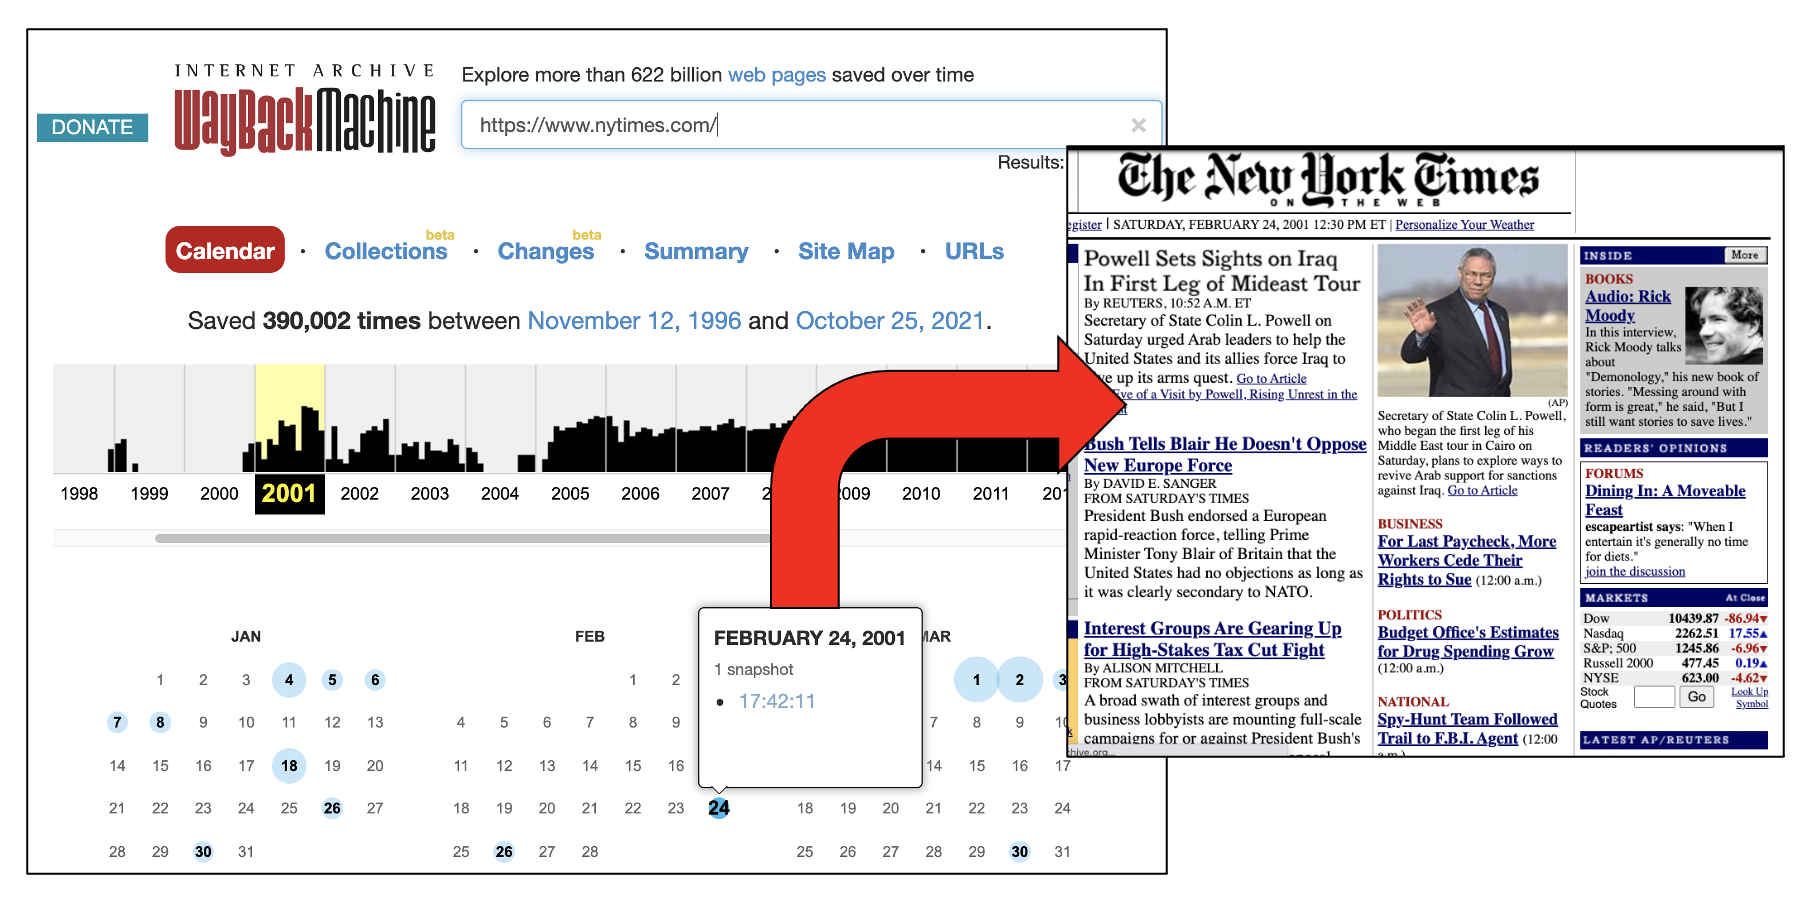 INTERNET ARCHIVE
WayBackMachine
DONATE
Explore more than 622 billion web pages saved over time
https://www.nytimes.com/
×
Results:
Calendar · Collections beta · Changes beta · Summary · Site Map · URLs
Saved 390,002 times between November 12, 1996 and October 25, 2021.
1998 1999 2000 2001 2002 2003 2004 2005 2006 2007 2009 2010 2011
JAN
1 2 3 4 5 6
7 8 9 10 11 12 13
14 15 16 17 18 19 20
21 22 23 24 25 26 27
28 29 30 31
FEB
1 2
4 5 6 7 8 9
11 12 13 14 15 16
18 19 20 21 22 23 24
25 26 27 28
FEBRUARY 24, 2001
1 snapshot
• 17:42:11
MAR
1 2 3
7 8 9 10
14 15 16 17
18 19 20 21 22 23 24
25 26 27 28 29 30 31
The New York Times
ON THE WEB
egister | SATURDAY, FEBRUARY 24, 2001 12:30 PM ET | Personalize Your Weather
Powell Sets Sights on Iraq
In First Leg of Mideast Tour
By REUTERS, 10:52 A.M. ET
Secretary of State Colin L. Powell on
Saturday urged Arab leaders to help the
United States and its allies force Iraq to
up its arms quest. Go to Article
Eve of a Visit by Powell, Rising Unrest in the
Bush Tells Blair He Doesn't Oppose
New Europe Force
By DAVID E. SANGER
FROM SATURDAY'S TIMES
President Bush endorsed a European
rapid-reaction force, telling Prime
Minister Tony Blair of Britain that the
United States had no objections as long as
it was clearly secondary to NATO.
Interest Groups Are Gearing Up
for High-Stakes Tax Cut Fight
By ALISON MITCHELL
FROM SATURDAY'S TIMES
A broad swath of interest groups and
business lobbyists are mounting full-scale
campaigns for or against President Bush's
chive.org...
(AP)
Secretary of State Colin L. Powell,
who began the first leg of his
Middle East tour in Cairo on
Saturday, plans to explore ways to
revive Arab support for sanctions
against Iraq. Go to Article
BUSINESS
For Last Paycheck, More
Workers Cede Their
Rights to Sue (12:00 a.m.)
POLITICS
Budget Office's Estimates
for Drug Spending Grow
(12:00 a.m.)
NATIONAL
Spy-Hunt Team Followed
Trail to F.B.I. Agent (12:00
a.m.)
INSIDE More
BOOKS
Audio: Rick
Moody
In this interview,
Rick Moody talks
about
"Demonology," his new book of
stories. "Messing around with
form is great," he said, "But I
still want stories to save lives."
READERS' OPINIONS
FORUMS
Dining In: A Moveable
Feast
escapeartist says: "When I
entertain it's generally no time
for diets."
join the discussion
MARKETS At Close
Dow 10439.87 -86.94▼
Nasdaq 2262.51 17.55▲
S&P; 500 1245.86 -6.96▼
Russell 2000 477.45 0.19▲
NYSE 623.00 -4.62▼
Stock Quotes Go Look Up Symbol
LATEST AP/REUTERS